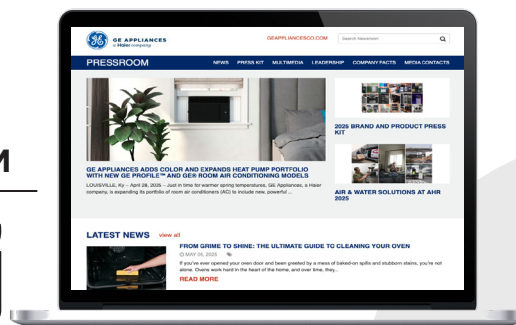 M
GE APPLIANCES
a Haier company
GEAPPLIANCESCO.COM
Search Newsroom
PRESSROOM
NEWS PRESS KIT MULTIMEDIA LEADERSHIP COMPANY FACTS MEDIA CONTACTS
GE APPLIANCES ADDS COLOR AND EXPANDS HEAT PUMP PORTFOLIO
WITH NEW GE PROFILE™ AND GE® ROOM AIR CONDITIONING MODELS
LOUISVILLE, Ky – April 28, 2025 – Just in time for warmer spring temperatures, GE Appliances, a Haier
company, is expanding its portfolio of room air conditioners (AC) to include new, powerful ...
2025 BRAND AND PRODUCT PRESS
KIT
AIR & WATER SOLUTIONS AT AHR
2025
LATEST NEWS view all
FROM GRIME TO SHINE: THE ULTIMATE GUIDE TO CLEANING YOUR OVEN
If you've ever opened your oven door and been greeted by a mess of baked-on spills and stubborn stains, you're not
alone. Ovens work hard in the heart of the home, and over time, they...
READ MORE